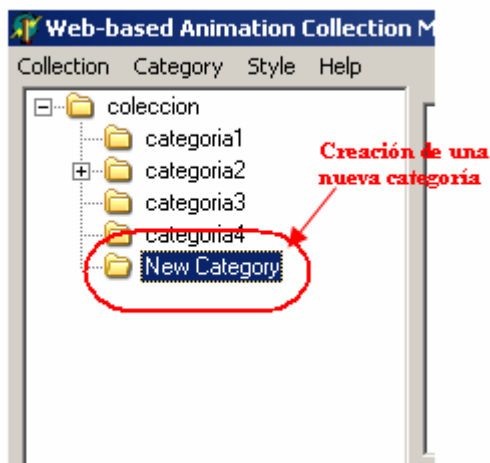 Web-based Animation Collection M
Collection Category Style Help
coleccion
categoria1
categoria2
categoria3
categoria4
New Category
Creación de una
nueva categoría